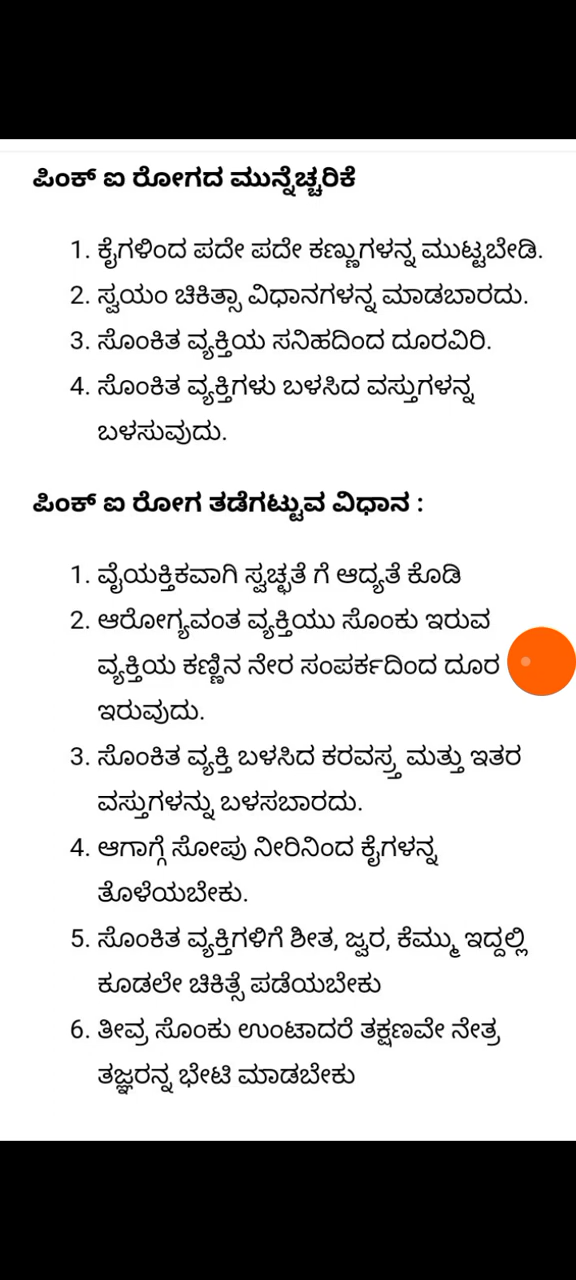 ಪಿಂಕ್ ಐ ರೋಗದ ಮುನ್ನೆಚ್ಚರಿಕೆ
1. ಕೈಗಳಿಂದ ಪದೇ ಪದೇ ಕಣ್ಣುಗಳನ್ನ ಮುಟ್ಟಬೇಡಿ.
2. ಸ್ವಯಂ ಚಿಕಿತ್ಸಾ ವಿಧಾನಗಳನ್ನ ಮಾಡಬಾರದು.
3. ಸೊಂಕಿತ ವ್ಯಕ್ತಿಯ ಸನಿಹದಿಂದ ದೂರವಿರಿ.
4. ಸೊಂಕಿತ ವ್ಯಕ್ತಿಗಳು ಬಳಸಿದ ವಸ್ತುಗಳನ್ನ
ಬಳಸುವುದು.
ಪಿಂಕ್ ಐ ರೋಗ ತಡೆಗಟ್ಟುವ ವಿಧಾನ :
1. ವೈಯಕ್ತಿಕವಾಗಿ ಸ್ವಚ್ಛತೆ ಗೆ ಆದ್ಯತೆ ಕೊಡಿ
2. ಆರೋಗ್ಯವಂತ ವ್ಯಕ್ತಿಯು ಸೊಂಕು ಇರುವ
ವ್ಯಕ್ತಿಯ ಕಣ್ಣಿನ ನೇರ ಸಂಪರ್ಕದಿಂದ ದೂರ
ಇರುವುದು.
3. ಸೊಂಕಿತ ವ್ಯಕ್ತಿ ಬಳಸಿದ ಕರವಸ್ತ್ರ ಮತ್ತು ಇತರ
ವಸ್ತುಗಳನ್ನು ಬಳಸಬಾರದು.
4. ಆಗಾಗ್ಗೆ ಸೋಪು ನೀರಿನಿಂದ ಕೈಗಳನ್ನ
ತೊಳೆಯಬೇಕು.
5. ಸೊಂಕಿತ ವ್ಯಕ್ತಿಗಳಿಗೆ ಶೀತ, ಜ್ವರ, ಕೆಮ್ಮು ಇದ್ದಲ್ಲಿ
ಕೂಡಲೇ ಚಿಕಿತ್ಸೆ ಪಡೆಯಬೇಕು
6. ತೀವ್ರ ಸೊಂಕು ಉಂಟಾದರೆ ತಕ್ಷಣವೇ ನೇತ್ರ
ತಜ್ಞರನ್ನ ಭೇಟಿ ಮಾಡಬೇಕು